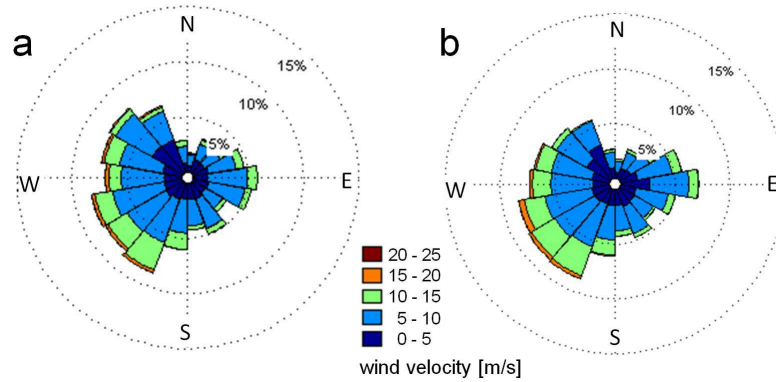 a
N
15%
10%
5%
W
E
S
b
N
15%
10%
5%
W
E
S
20 - 25
15 - 20
10 - 15
5 - 10
0 - 5
wind velocity [m/s]